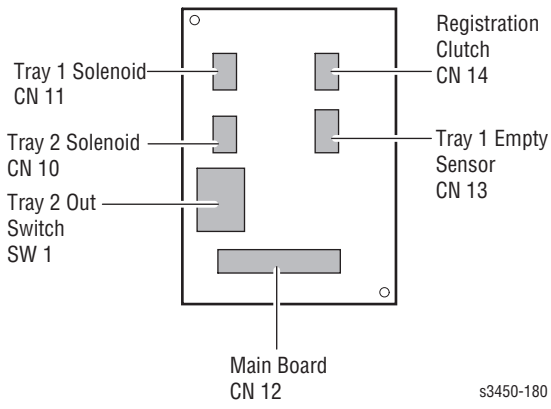 Tray 1 Solenoid
CN 11
Tray 2 Solenoid
CN 10
Tray 2 Out
Switch
SW 1
Registration
Clutch
CN 14
Tray 1 Empty
Sensor
CN 13
Main Board
CN 12
s3450-180